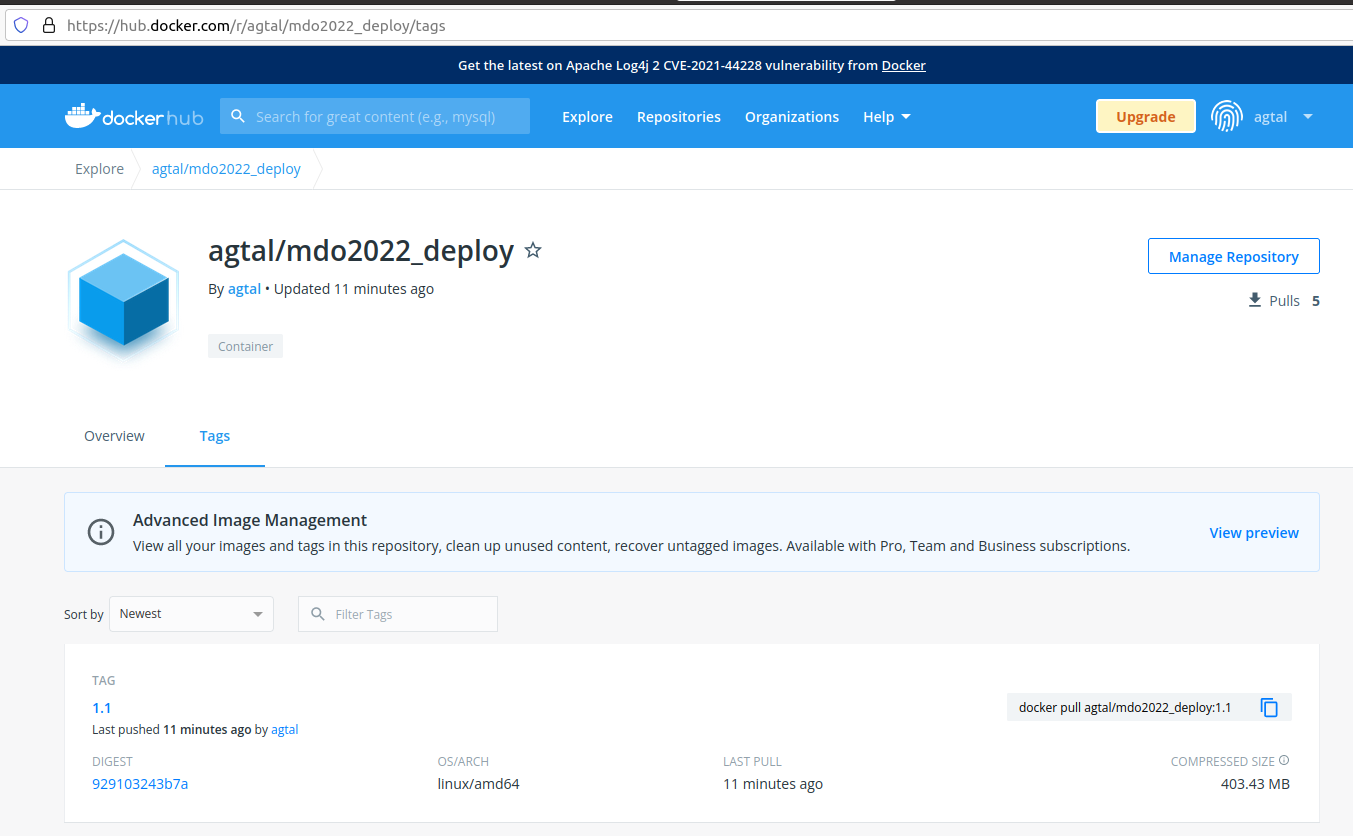 https://hub.docker.com/r/agtal/mdo2022_deploy/tags
Get the latest on Apache Log4j 2 CVE-2021-44228 vulnerability from Docker
dockerhub
Search for great content (e.g., mysql)
Explore
Repositories
Organizations
Help
Upgrade
agtal
Explore
agtal/mdo2022_deploy
agtal/mdo2022_deploy
Manage Repository
By agtal • Updated 11 minutes ago
Pulls 5
Container
Overview
Tags
Advanced Image Management
View all your images and tags in this repository, clean up unused content, recover untagged images. Available with Pro, Team and Business subscriptions.
View preview
Sort by
Newest
Filter Tags
TAG
1.1
docker pull agtal/mdo2022_deploy:1.1
Last pushed 11 minutes ago by agtal
DIGEST
OS/ARCH
LAST PULL
COMPRESSED SIZE
929103243b7a
linux/amd64
11 minutes ago
403.43 MB